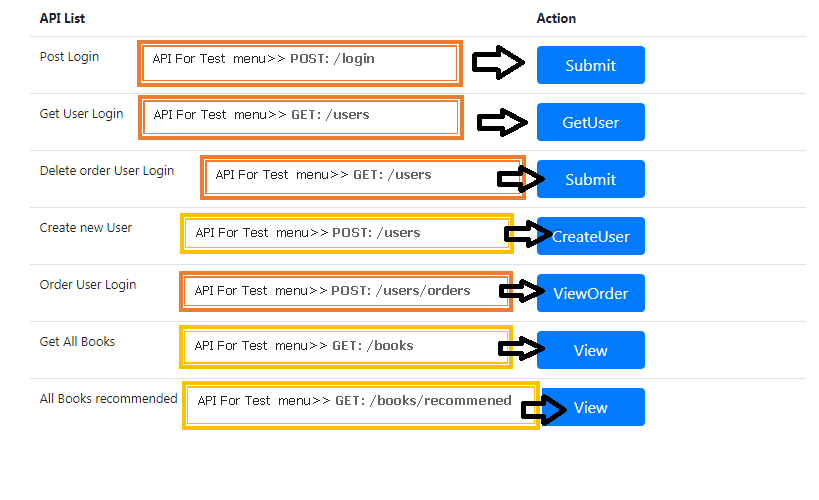 API List Action
Post Login API For Test menu>> POST: /login Submit
Get User Login API For Test menu>> GET: /users GetUser
Delete order User Login API For Test menu>> GET: /users Submit
Create new User API For Test menu>> POST: /users CreateUser
Order User Login API For Test menu>> POST: /users/orders ViewOrder
Get All Books API For Test menu>> GET: /books View
All Books recommended API For Test menu>> GET: /books/recommened View